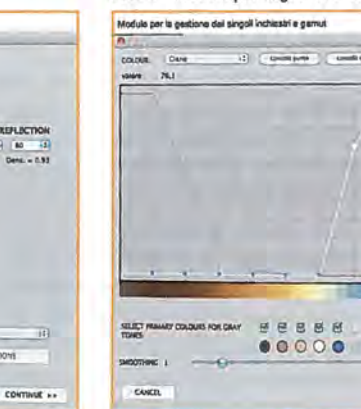 Modulo per la gestione dei singoli inchiostri e gamut
COLOUR: Ciano
valore 76,1
REFLECTION
80
Dens. = 0.93
SELECT PRIMARY COLOURS FOR GRAY
TONES
SMOOTHING 1
CONTINUE >>
CANCEL